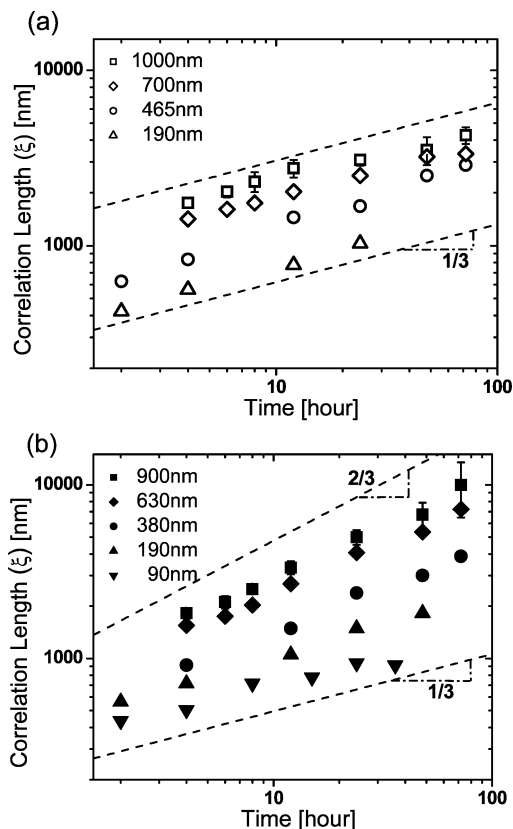 (a)
10000
1000
Correlation Length (ξ) [nm]
1000nm
700nm
465nm
190nm
1/3
10
100
Time [hour]
(b)
10000
1000
Correlation Length (ξ) [nm]
900nm
630nm
380nm
190nm
90nm
2/3
1/3
10
100
Time [hour]